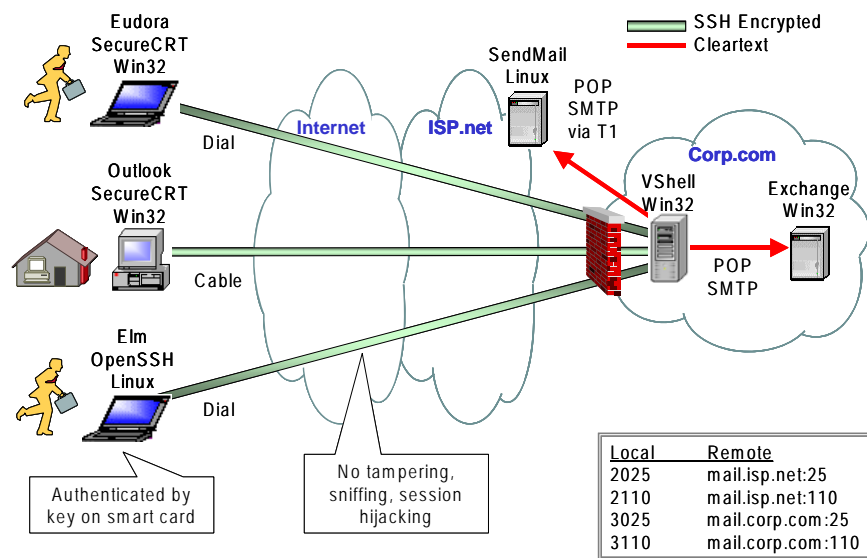 Eudora
SecureCRT
Win32
SSH Encrypted
Cleartext
SendMail
Linux
POP
SMTP
via T1
Dial
Internet
ISP.net
Corp.com
Outlook
SecureCRT
Win32
VShell
Win32
Exchange
Win32
Cable
POP
SMTP
Elm
OpenSSH
Linux
Dial
Authenticated by
key on smart card
No tampering,
sniffing, session
hijacking
Local Remote
2025 mail.isp.net:25
2110 mail.isp.net:110
3025 mail.corp.com:25
3110 mail.corp.com:110